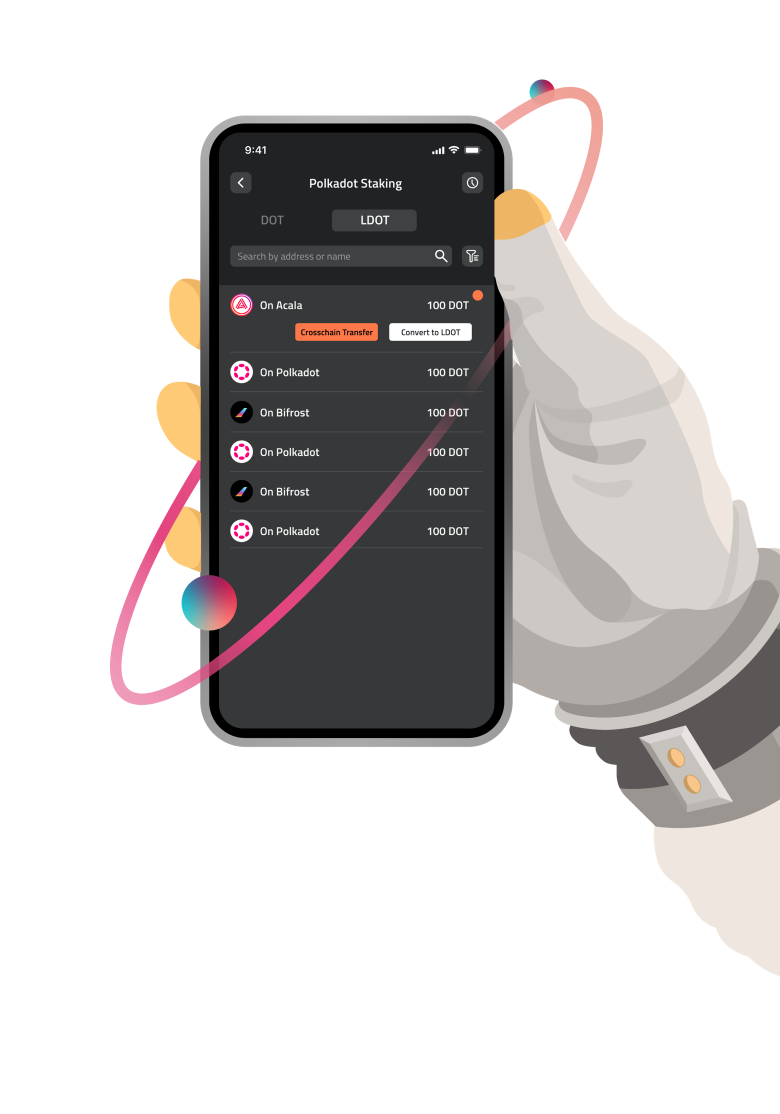 9:41
Polkadot Staking
DOT LDOT
Search by address or name
On Acala 100 DOT
Crosschain Transfer Convert to LDOT
On Polkadot 100 DOT
On Bifrost 100 DOT
On Polkadot 100 DOT
On Bifrost 100 DOT
On Polkadot 100 DOT